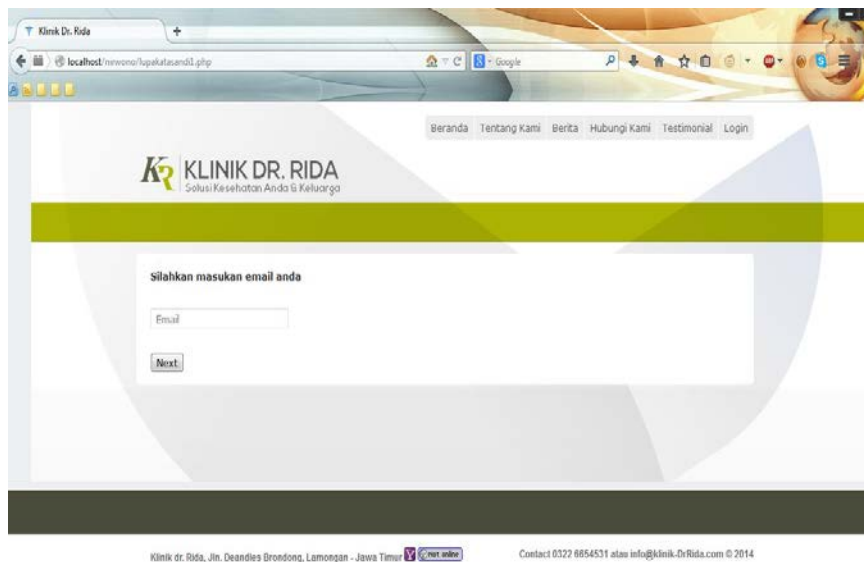 Klinik Dr. Rida
localhost/newono/lupakatasandi1.php
Google
Beranda Tentang Kami Berita Hubungi Kami Testimonial Login
KR KLINIK DR. RIDA
Solusi Kesehatan Anda & Keluarga
Silahkan masukan email anda
Email
Next
Klinik dr. Rida, Jln. Deandles Brondong, Lamongan - Jawa Timur Y not online Contact 0322 6654531 atau info@klinik-DrRida.com © 2014